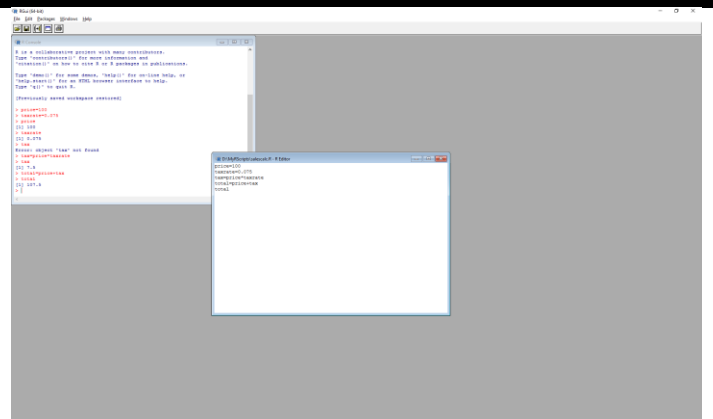 RGui (64-bit)
File Edit Packages Windows Help
R Console
R is a collaborative project with many contributors.
Type 'contributors()' for more information and
'citation()' on how to cite R or R packages in publications.
Type 'demo()' for some demos, 'help()' for on-line help, or
'help.start()' for an HTML browser interface to help.
Type 'q()' to quit R.
[Previously saved workspace restored]
> price=100
> taxrate=0.075
> price
[1] 100
> taxrate
[1] 0.075
> tax
Error: object 'tax' not found
> tax=price*taxrate
> tax
[1] 7.5
> total=price+tax
> total
[1] 107.5
>
D:\MyRScripts\salescalc.R - R Editor
price=100
taxrate=0.075
tax=price*taxrate
total=price+tax
total